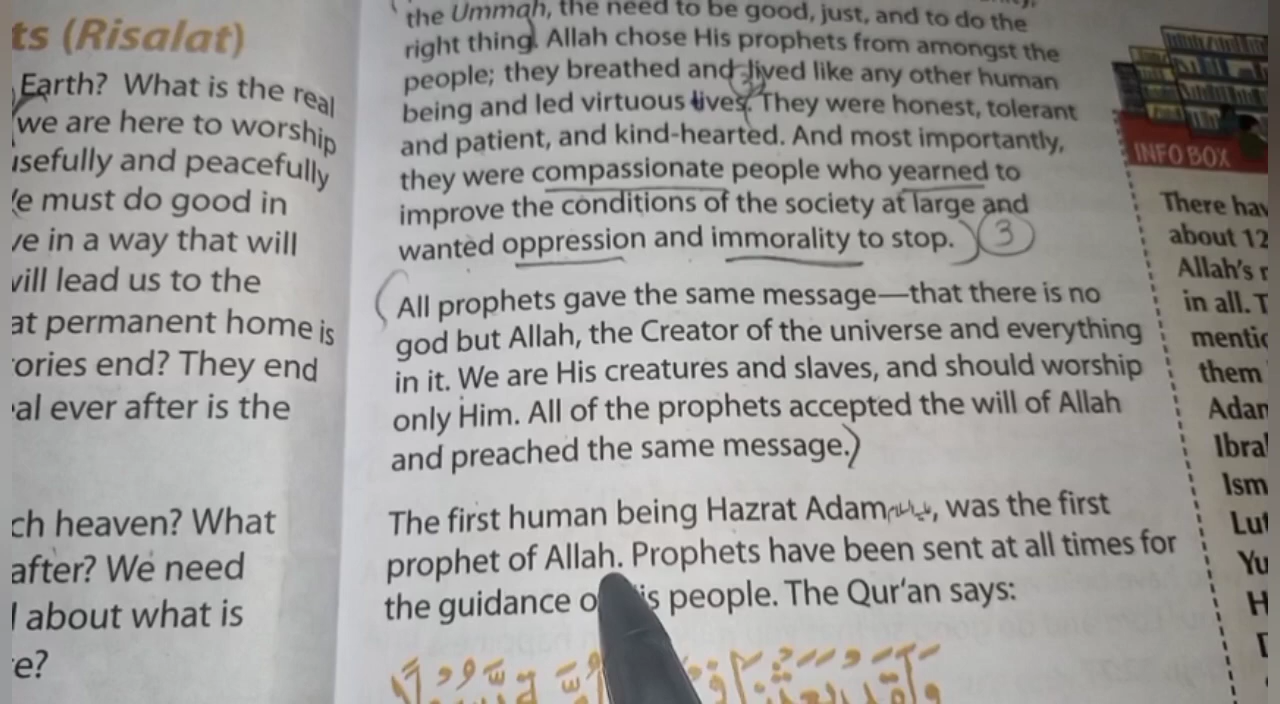 ts (Risalat)
Earth? What is the real
we are here to worship
usefully and peacefully
We must do good in
ve in a way that will
will lead us to the
at permanent home is
ories end? They end
al ever after is the
ch heaven? What
after? We need
about what is
e?
the Ummah, the need to be good, just, and to do the
right thing. Allah chose His prophets from amongst the
people; they breathed and lived like any other human
being and led virtuous lives. They were honest, tolerant
and patient, and kind-hearted. And most importantly,
they were compassionate people who yearned to
improve the conditions of the society at large and
wanted oppression and immorality to stop. 3
All prophets gave the same message—that there is no
god but Allah, the Creator of the universe and everything
in it. We are His creatures and slaves, and should worship
only Him. All of the prophets accepted the will of Allah
and preached the same message.)
The first human being Hazrat Adam, was the first
prophet of Allah. Prophets have been sent at all times for
the guidance people. The Qur'an says:
INFO BOX
There hav
about 12
Allah's
in all. T
mentio
them
Adam
Ibra
Ism
Lut
Yu
H